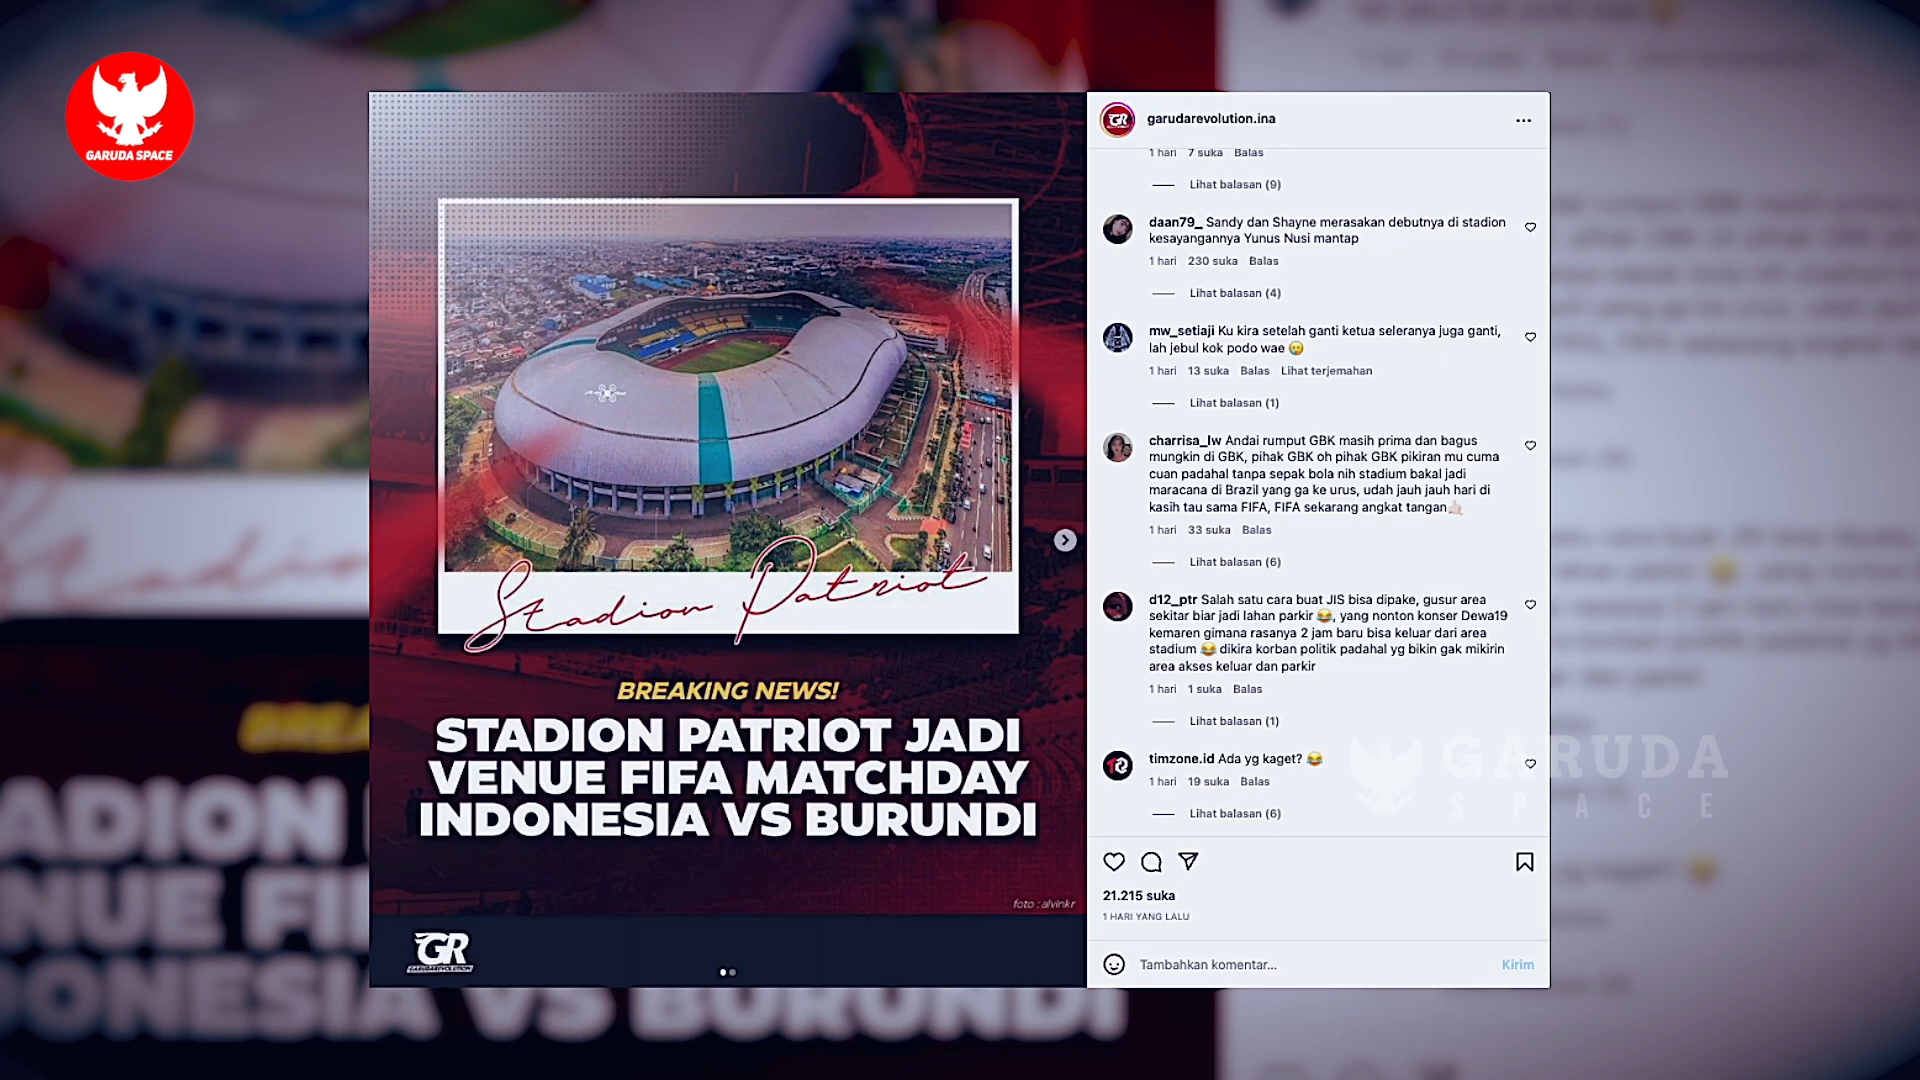 GARUDA SPACE
Stadion Patriot
BREAKING NEWS!
STADION PATRIOT JADI
VENUE FIFA MATCHDAY
INDONESIA VS BURUNDI
foto : alvinkr
GR
GARUDAREVOLUTION
GR
garudarevolution.ina
1 hari 7 suka Balas
Lihat balasan (9)
daan79_ Sandy dan Shayne merasakan debutnya di stadion
kesayangannya Yunus Nusi mantap
1 hari 230 suka Balas
Lihat balasan (4)
mw_setiaji Ku kira setelah ganti ketua seleranya juga ganti,
lah jebul kok podo wae 🥲
1 hari 13 suka Balas Lihat terjemahan
Lihat balasan (1)
charrisa_lw Andai rumput GBK masih prima dan bagus
mungkin di GBK, pihak GBK oh pihak GBK pikiran mu cuma
cuan padahal tanpa sepak bola nih stadium bakal jadi
maracana di Brazil yang ga ke urus, udah jauh jauh hari di
kasih tau sama FIFA, FIFA sekarang angkat tangan🤙🏻
1 hari 33 suka Balas
Lihat balasan (6)
d12_ptr Salah satu cara buat JIS bisa dipake, gusur area
sekitar biar jadi lahan parkir 😂, yang nonton konser Dewa19
kemaren gimana rasanya 2 jam baru bisa keluar dari area
stadium 😂 dikira korban politik padahal yg bikin gak mikirin
area akses keluar dan parkir
1 hari 1 suka Balas
Lihat balasan (1)
timzone.id Ada yg kaget? 😂
1 hari 19 suka Balas
Lihat balasan (6)
GARUDA
SPACE
21.215 suka
1 HARI YANG LALU
Tambahkan komentar...
Kirim